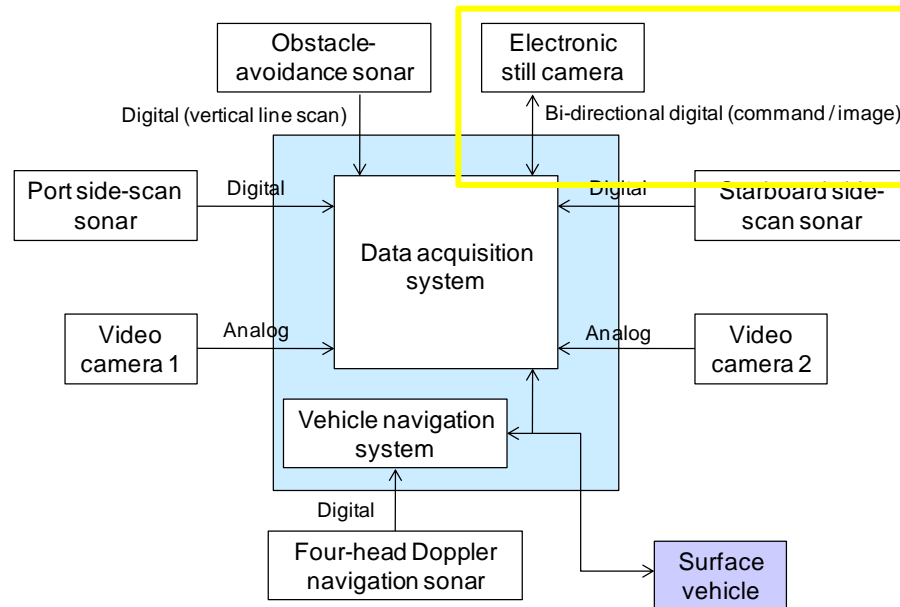 Obstacle-
avoidance sonar
Electronic
still camera
Digital (vertical line scan)
Bi-directional digital (command / image)
Port side-scan
sonar
Digital
Digital
Starboard side-
scan sonar
Data acquisition
system
Video
camera 1
Analog
Analog
Video
camera 2
Vehicle navigation
system
Digital
Four-head Doppler
navigation sonar
Surface
vehicle